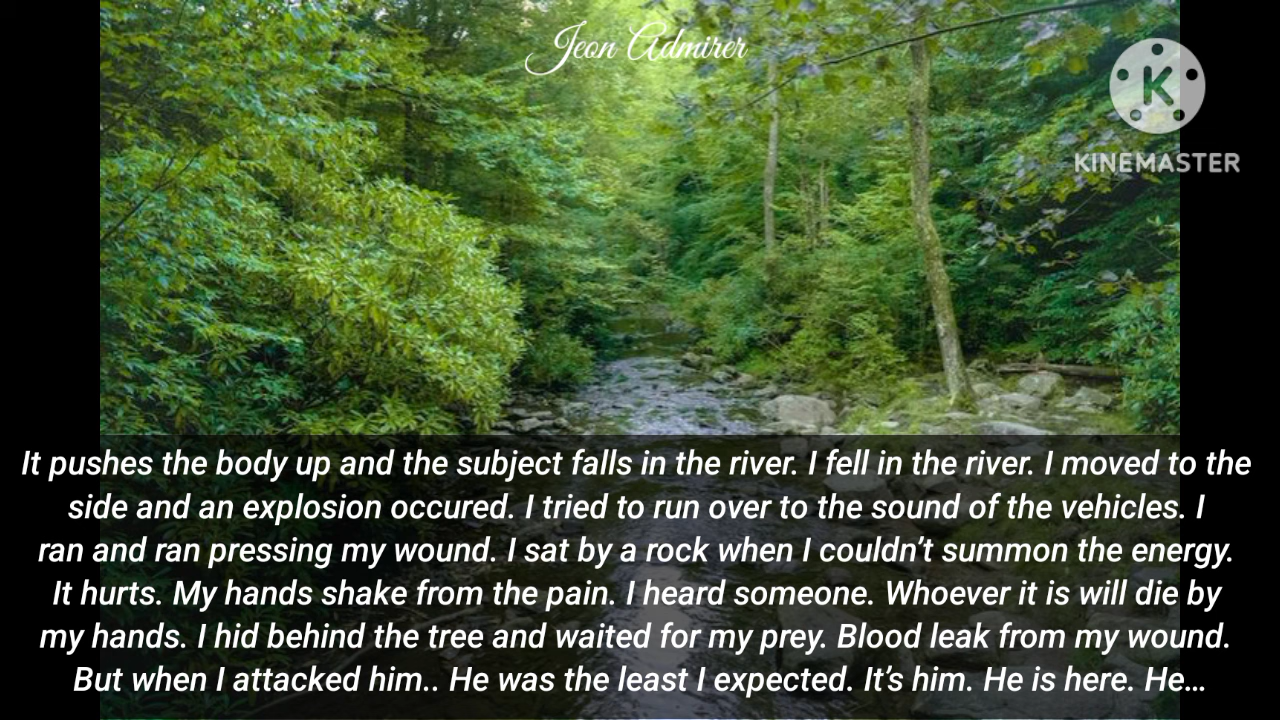 Jeon Admirer
K
KINEMASTER
It pushes the body up and the subject falls in the river. I fell in the river. I moved to the
side and an explosion occured. I tried to run over to the sound of the vehicles. I
ran and ran pressing my wound. I sat by a rock when I couldn’t summon the energy.
It hurts. My hands shake from the pain. I heard someone. Whoever it is will die by
my hands. I hid behind the tree and waited for my prey. Blood leak from my wound.
But when I attacked him.. He was the least I expected. It’s him. He is here. He...